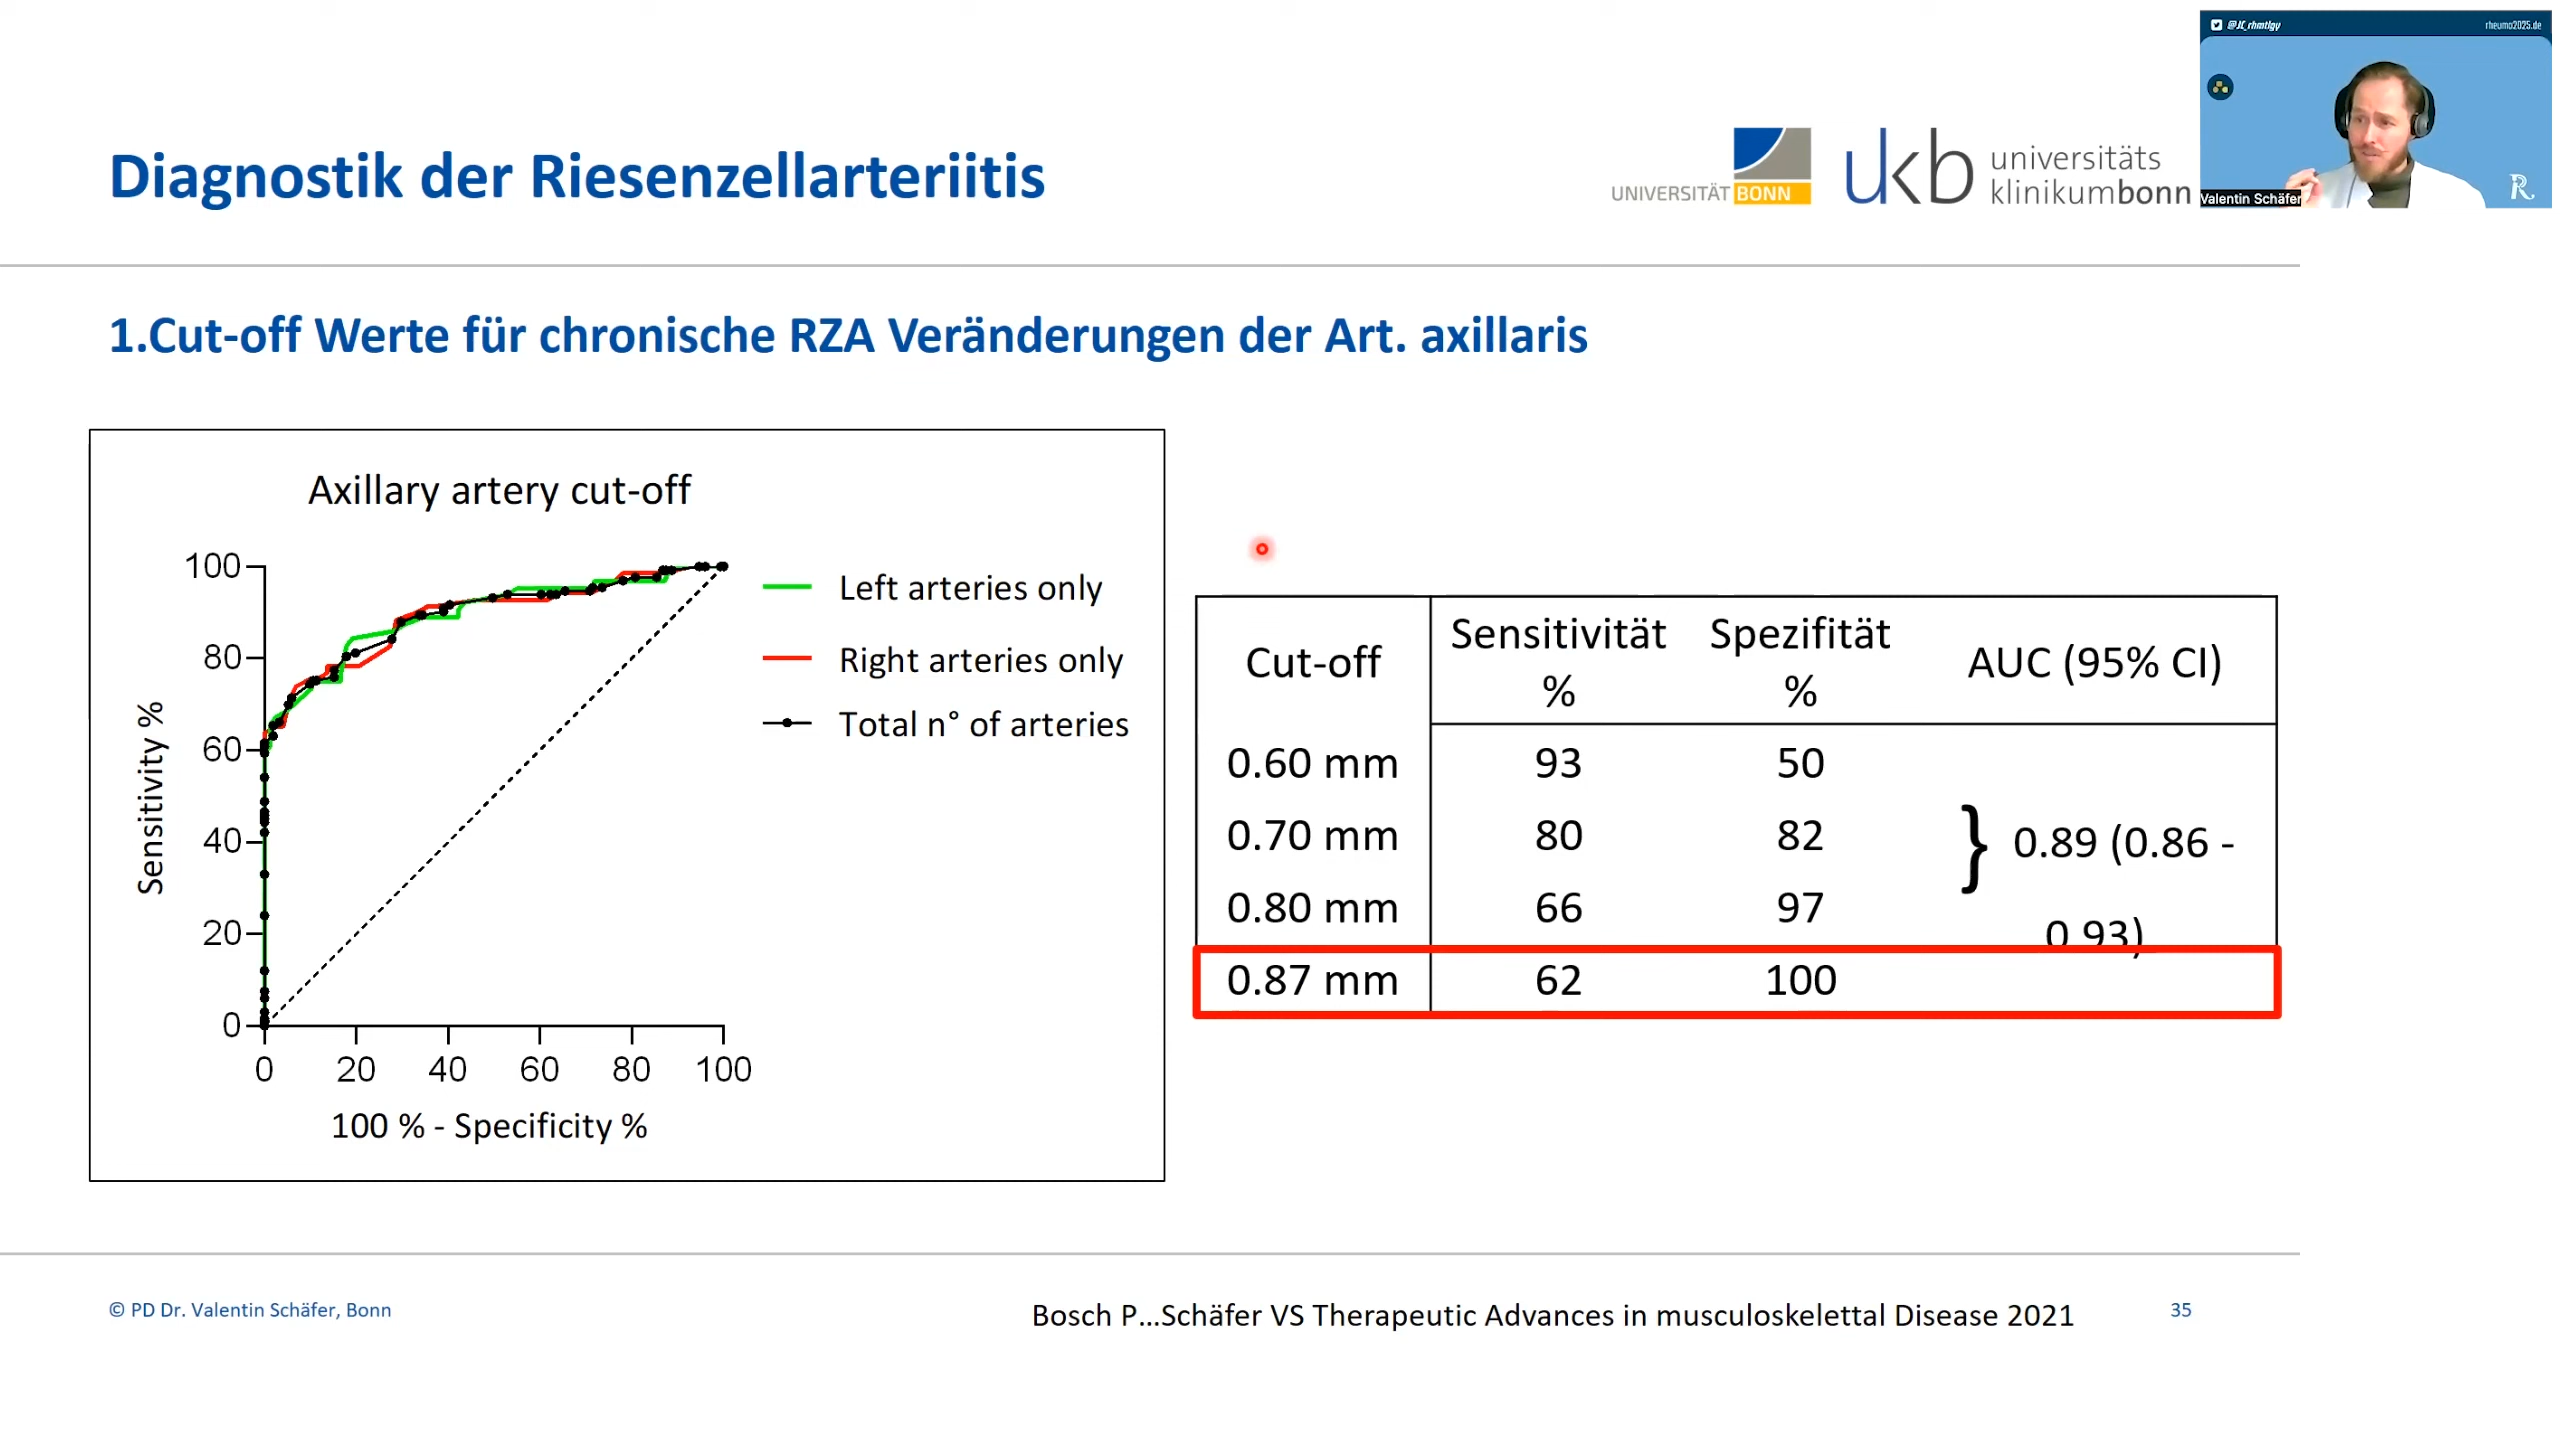 @JC_rhmtlgy
rheuma2025.de
Valentin Schäfer
R.
Diagnostik der Riesenzellarteriitis
UNIVERSITÄT BONN
ukb universitäts
klinikumbonn
1.Cut-off Werte für chronische RZA Veränderungen der Art. axillaris
Axillary artery cut-off
100
80
60
40
20
0
Sensitivity %
0 20 40 60 80 100
100 % - Specificity %
Left arteries only
Right arteries only
Total n° of arteries
Cut-off Sensitivität % Spezifität % AUC (95% CI)
0.60 mm 93 50
0.70 mm 80 82
} 0.89 (0.86 -
0.80 mm 66 97
0.93)
0.87 mm 62 100
© PD Dr. Valentin Schäfer, Bonn
Bosch P...Schäfer VS Therapeutic Advances in musculoskelettal Disease 2021
35